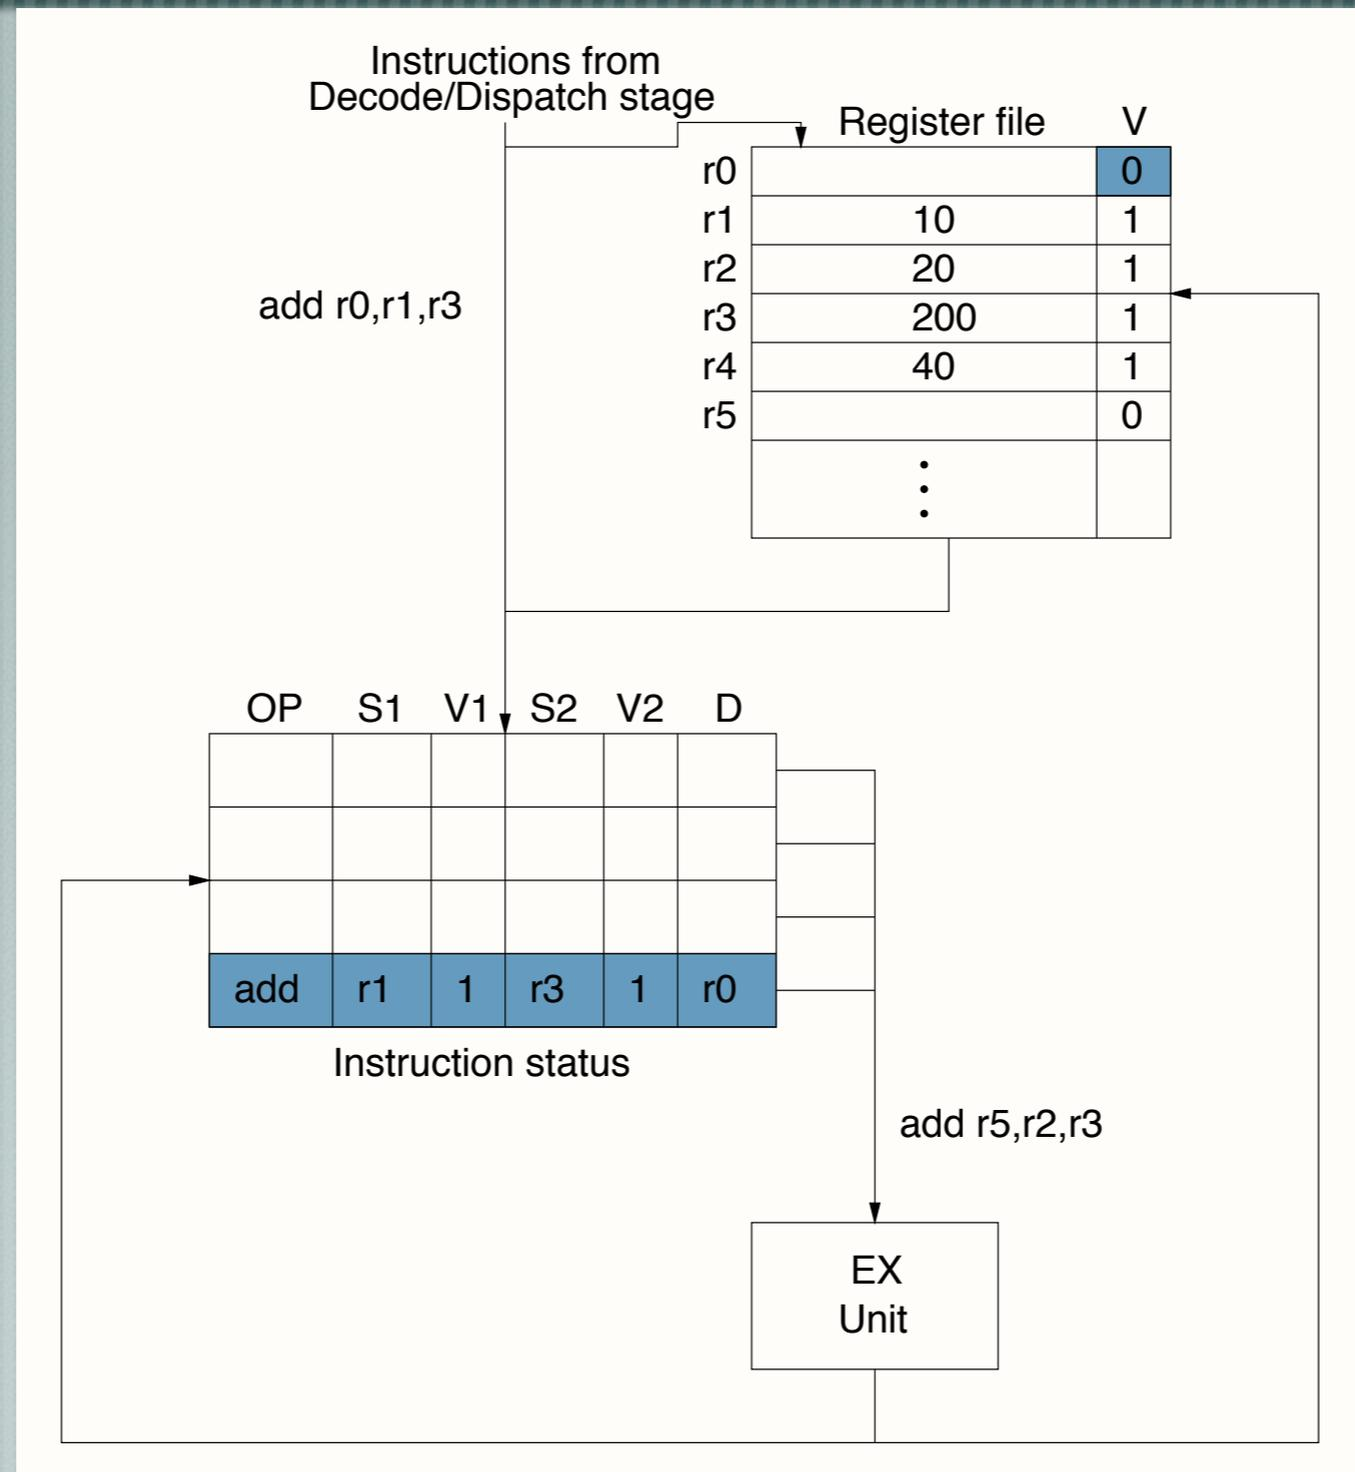 Instructions from
Decode/Dispatch stage
Register file V
r0 0
r1 10 1
add r0,r1,r3
r2 20 1
r3 200 1
r4 40 1
r5 0
OP S1 V1 S2 V2 D
add r1 1 r3 1 r0
Instruction status
add r5,r2,r3
EX
Unit